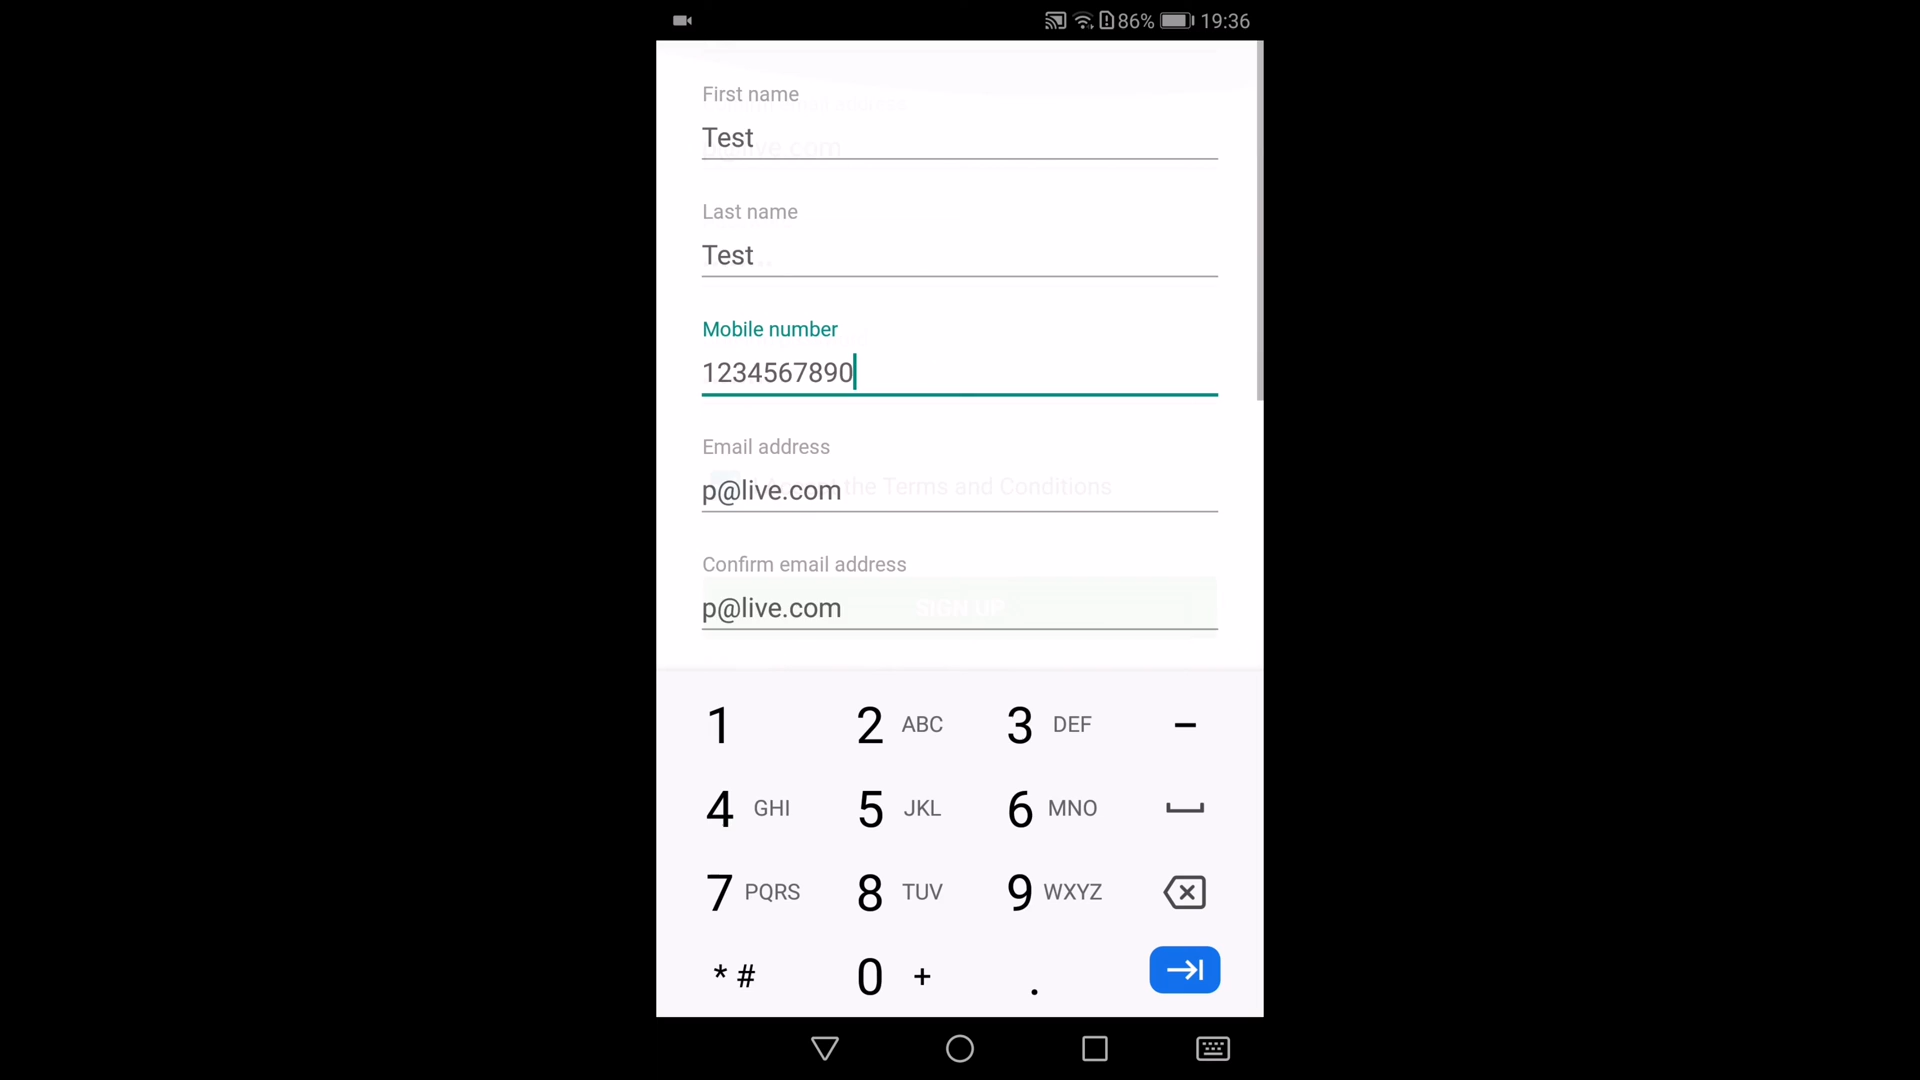 86% 19:36
First name
Test
Last name
Test
Mobile number
1234567890
Email address
the Terms and Conditions
p@live.com
Confirm email address
SIGN UP
p@live.com
1 2 ABC 3 DEF -
4 GHI 5 JKL 6 MNO
7 PQRS 8 TUV 9 WXYZ
* # 0 + .